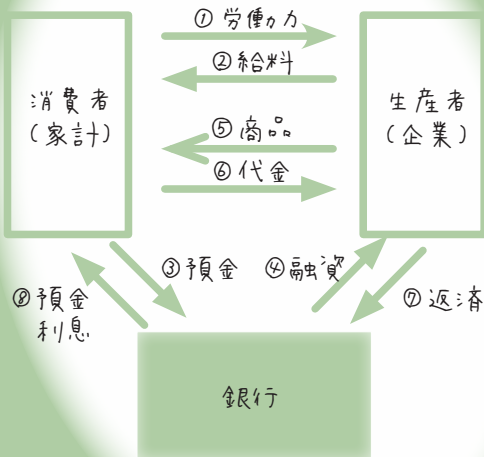 ①労働力
②給料
消費者
(家計)
生産者
(企業)
⑤商品
⑥代金
③預金
④融資
⑧預金
利息
⑦返済
銀行